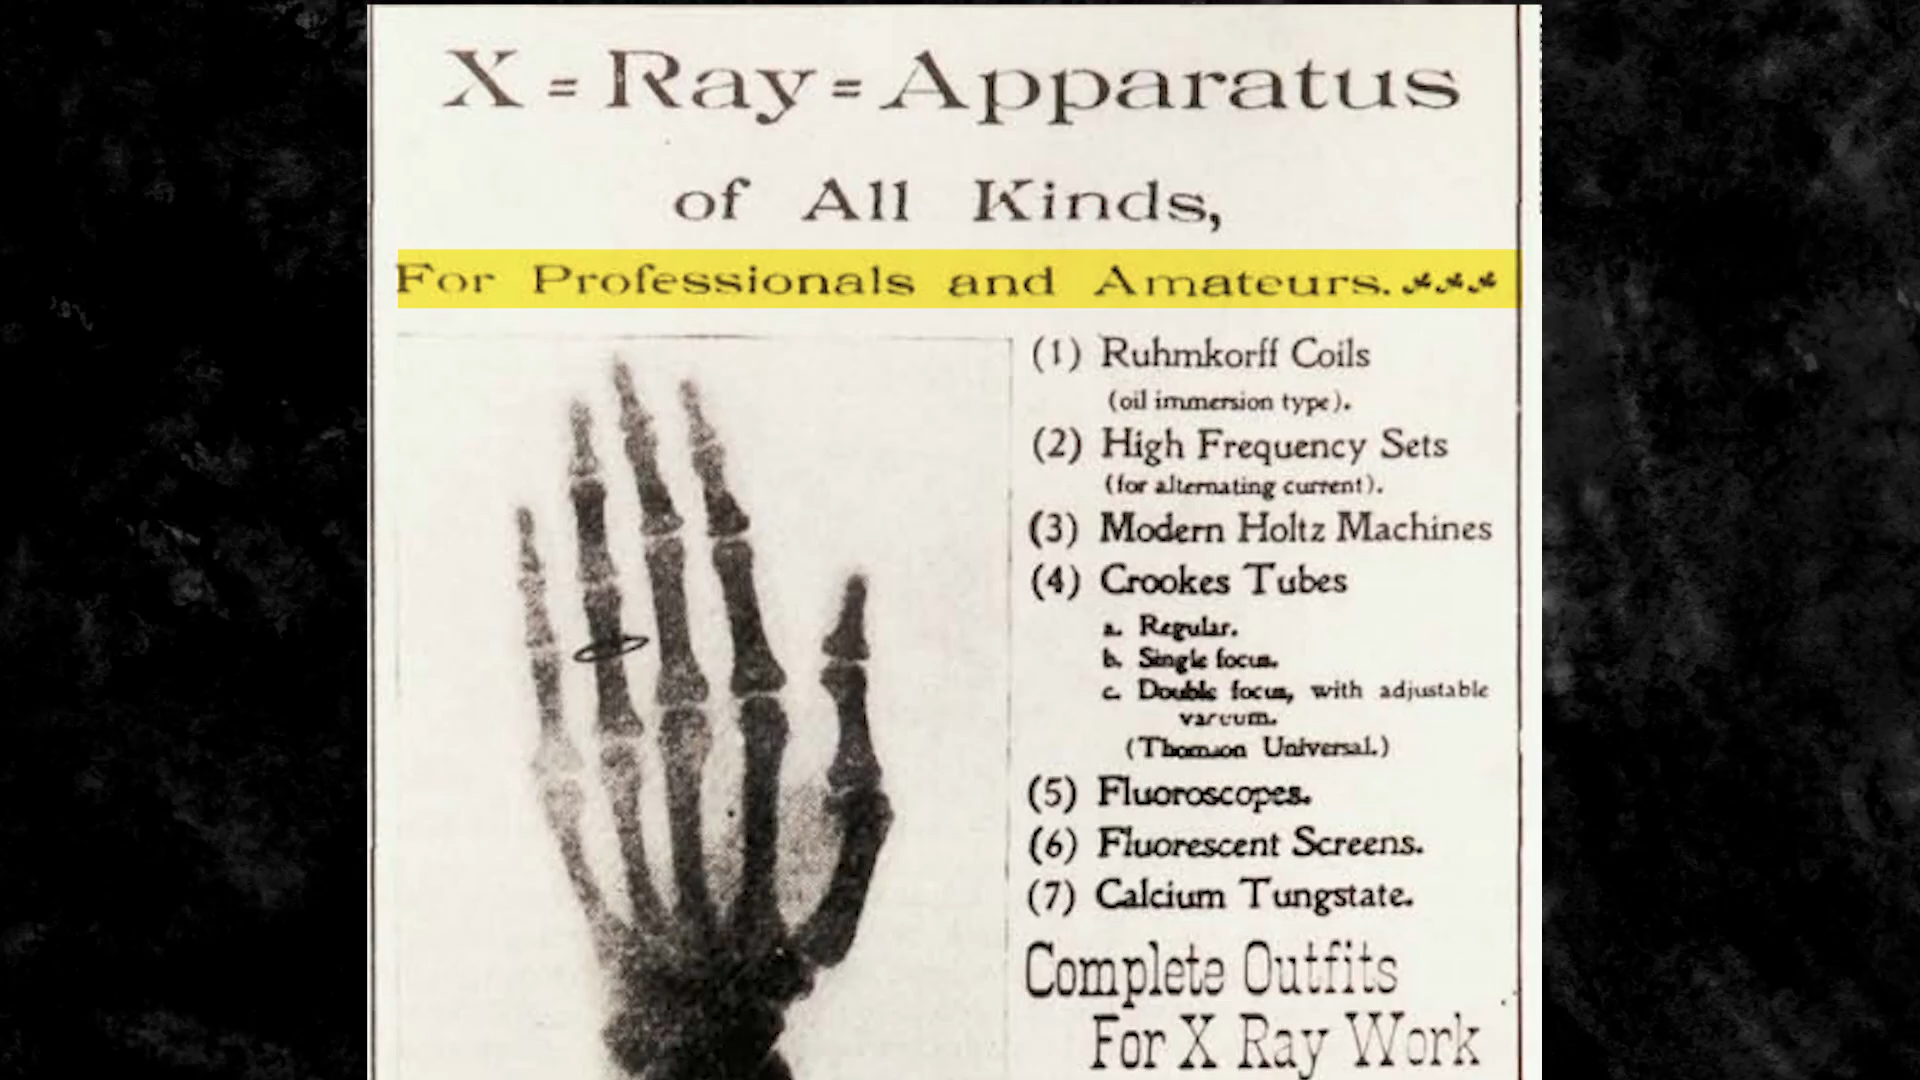 X=Ray=Apparatus
of All Kinds,
For Professionals and Amateurs.
(1) Ruhmkorff Coils
(oil immersion type).
(2) High Frequency Sets
(for alternating current).
(3) Modern Holtz Machines
(4) Crookes Tubes
a. Regular.
b. Single focus.
c. Double focus, with adjustable
vacuum.
(Thomson Universal.)
(5) Fluoroscopes.
(6) Fluorescent Screens.
(7) Calcium Tungstate.
Complete Outfits
For X Ray Work